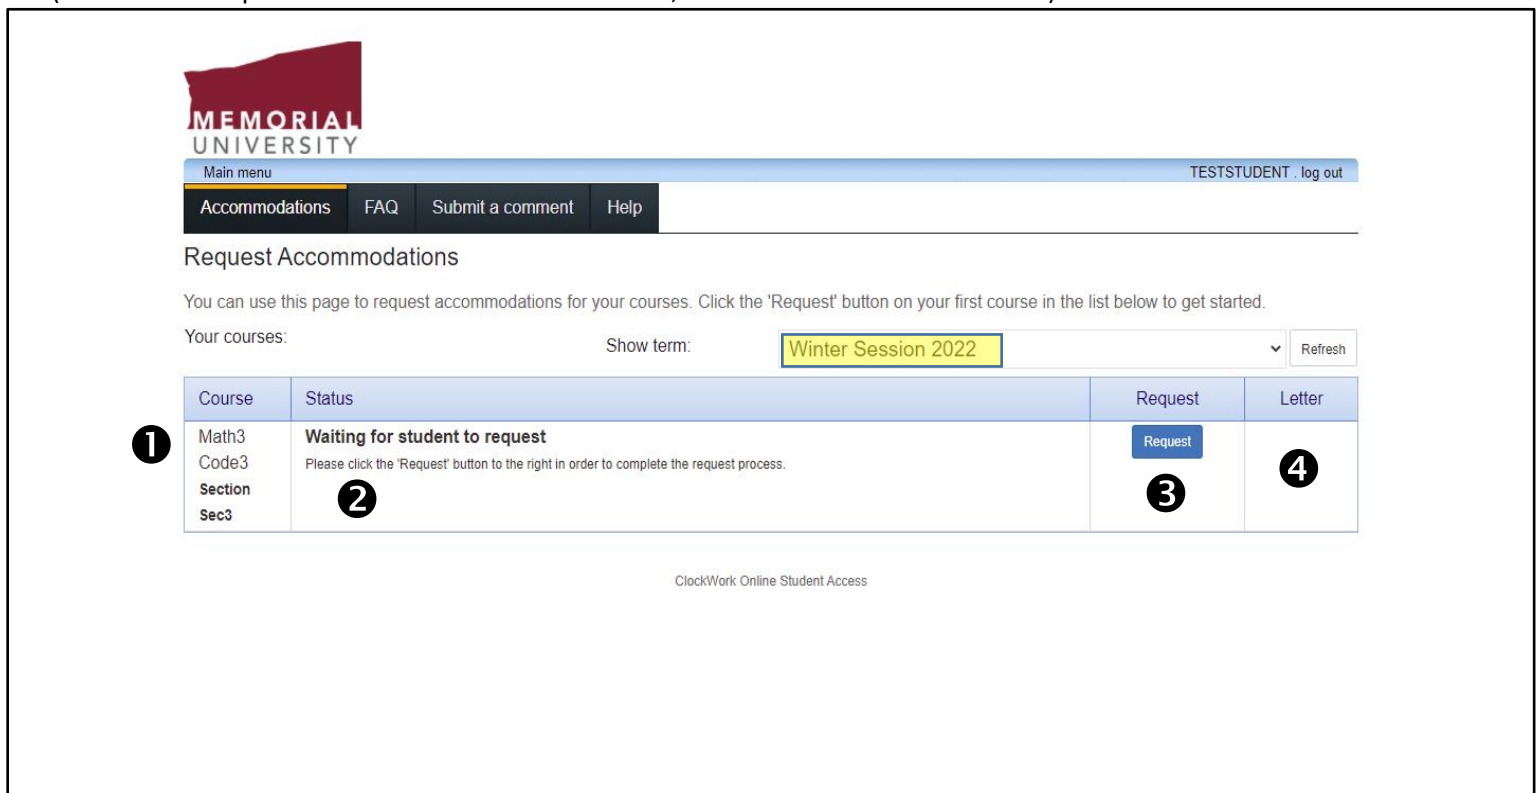 MEMORIAL
UNIVERSITY
Main menu TESTSTUDENT . log out
Accommodations FAQ Submit a comment Help
Request Accommodations
You can use this page to request accommodations for your courses. Click the 'Request' button on your first course in the list below to get started.
Your courses: Show term: Winter Session 2022 Refresh
Course Status Request Letter
❶ Math3 Waiting for student to request Request
Code3 Please click the 'Request' button to the right in order to complete the request process. ❹
Section ❷ ❸
Sec3
ClockWork Online Student Access